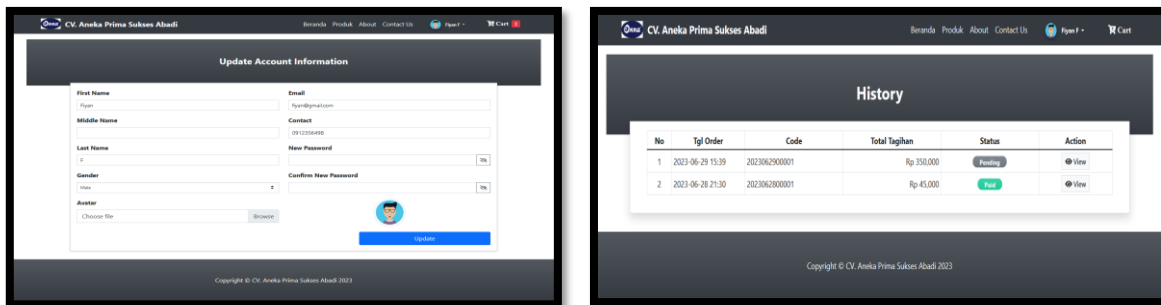 Onna CV. Aneka Prima Sukses Abadi Beranda Produk About Contact Us Fiyan F Cart
Update Account Information
First Name Email
Fiyan fiyan@gmail.com
Middle Name Contact
0912356498
Last Name New Password
F
Gender Confirm New Password
Male
Avatar
Choose file Browse
Update
Copyright © CV. Aneka Prima Sukses Abadi 2023
Onna CV. Aneka Prima Sukses Abadi Beranda Produk About Contact Us Fiyan F Cart
History
No Tgl Order Code Total Tagihan Status Action
1 2023-06-29 15:39 2023062900001 Rp 350,000 Pending View
2 2023-06-28 21:30 2023062800001 Rp 45,000 Paid View
Copyright © CV. Aneka Prima Sukses Abadi 2023